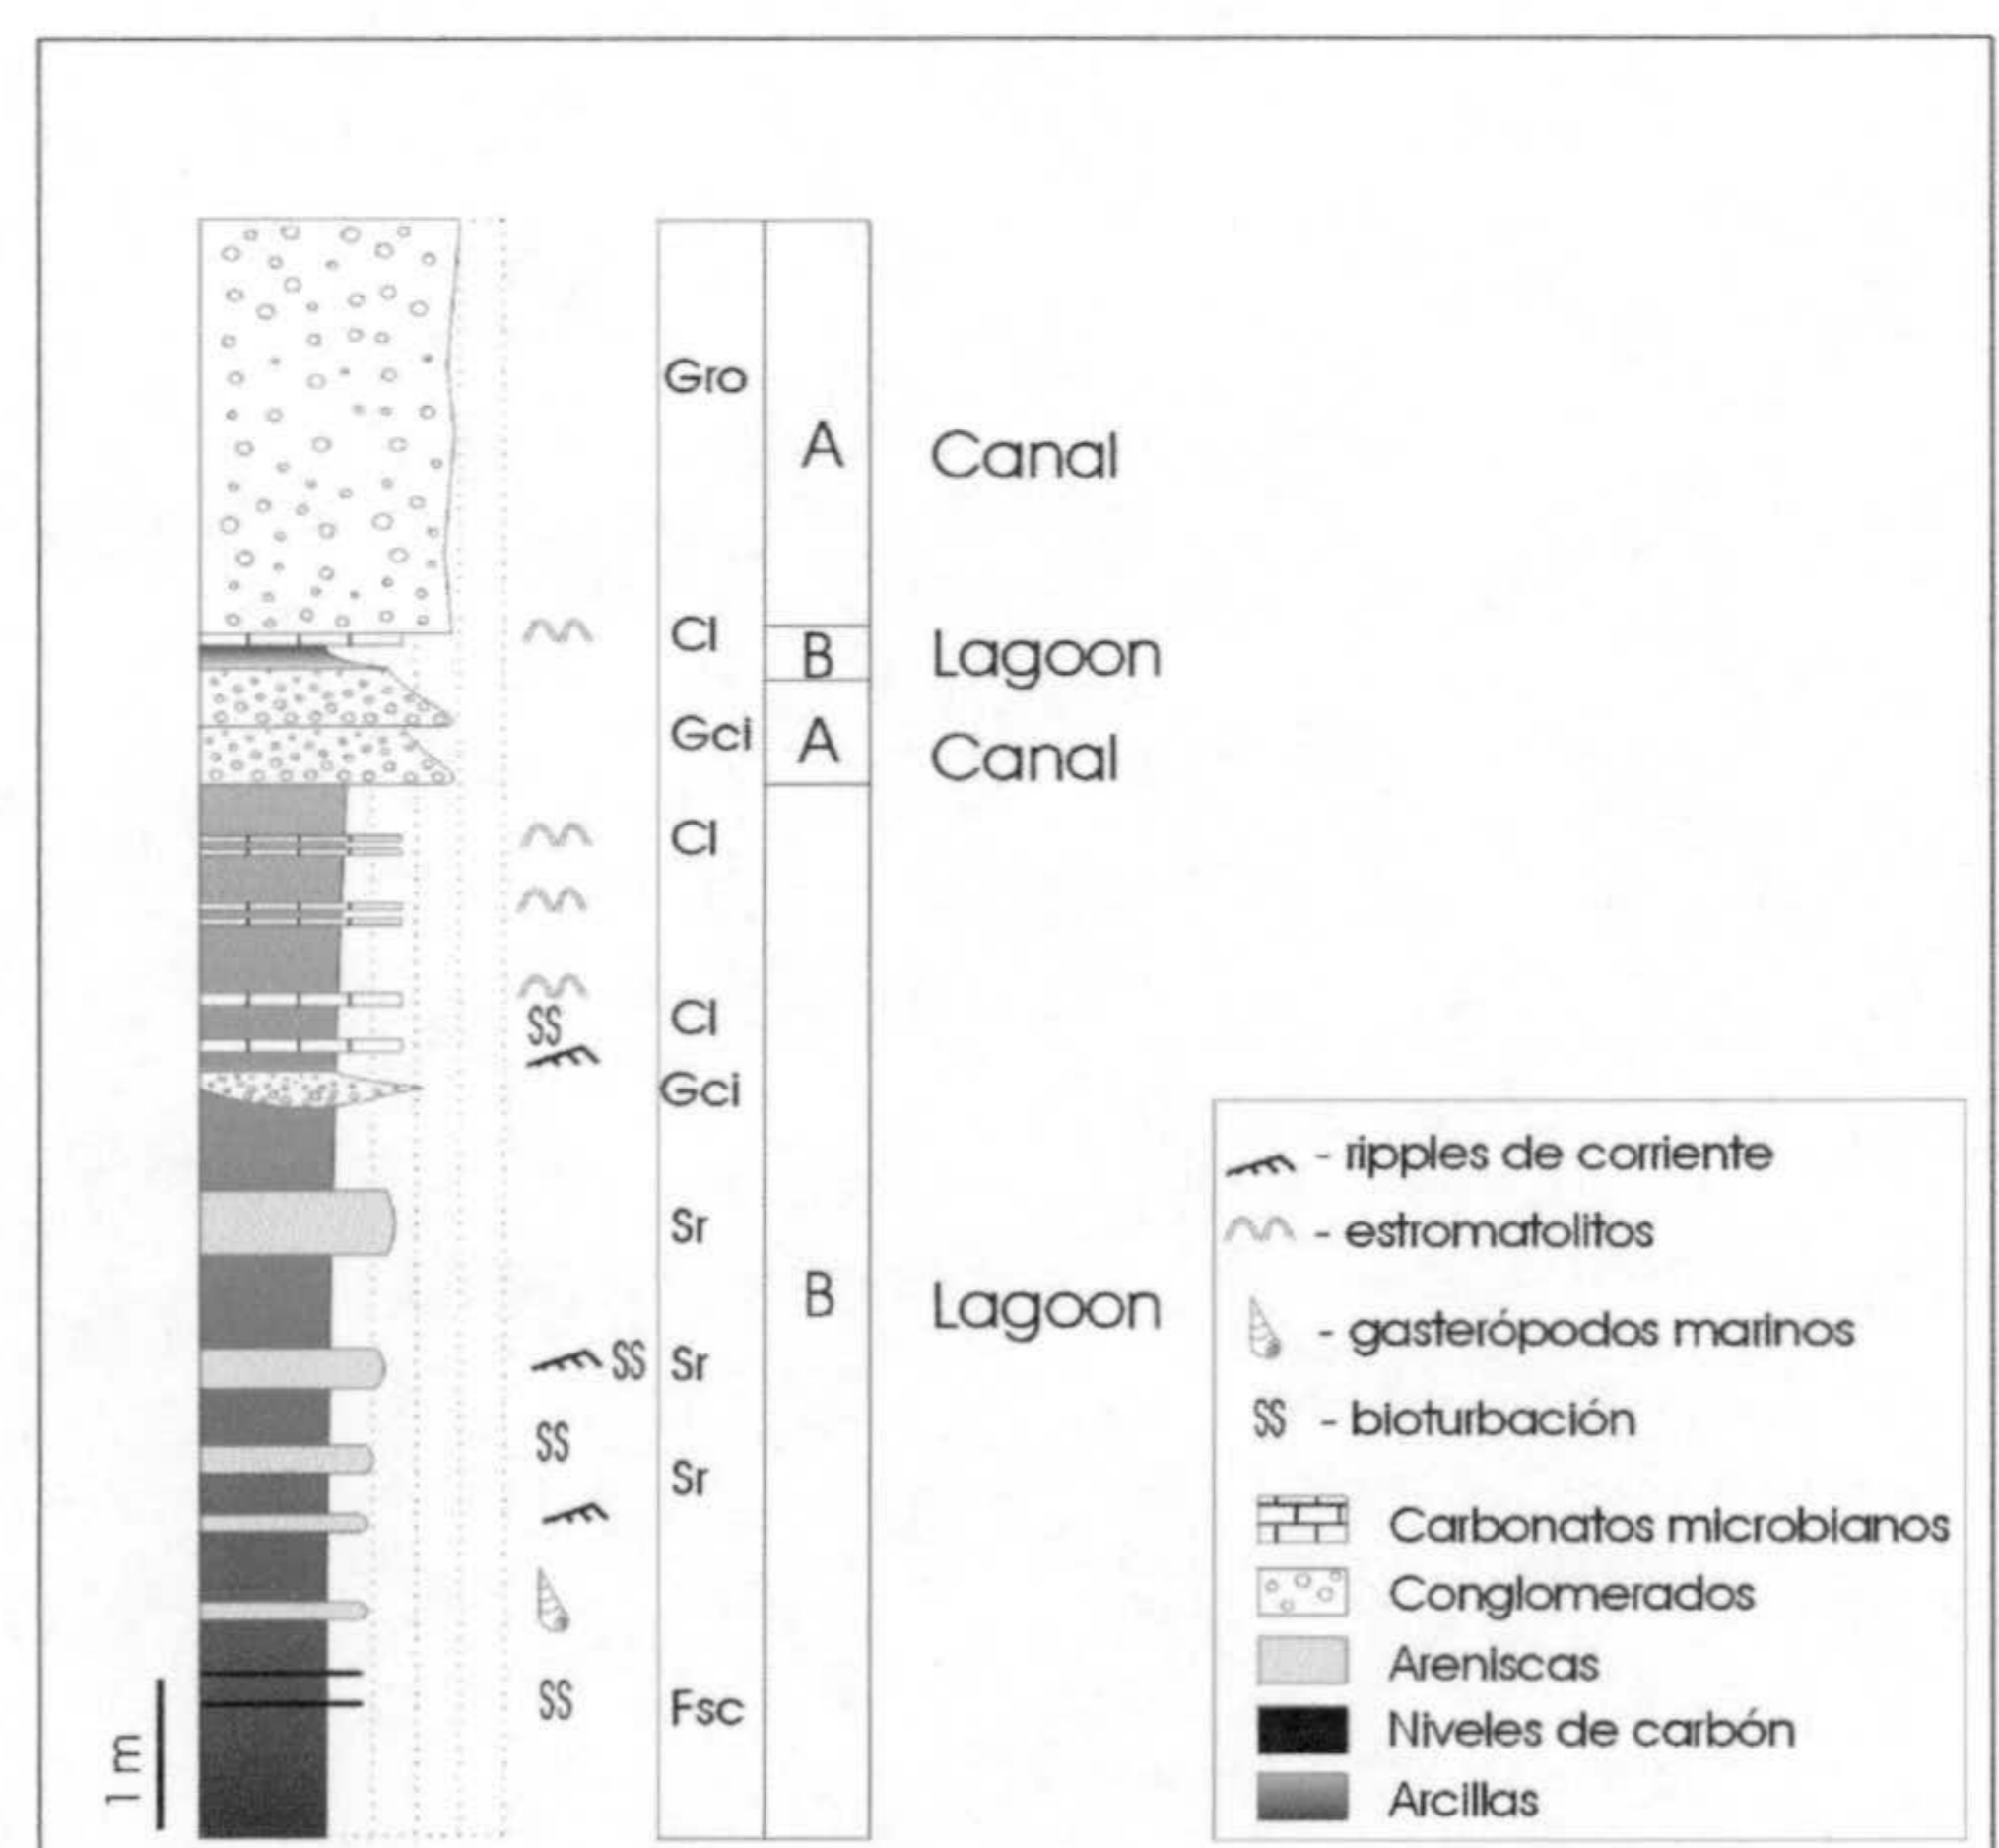 Gro
A Canal
Cl
B Lagoon
Gci A Canal
Cl
SS Cl
Gci
Sr
B Lagoon
SS Sr
SS
Sr
SS Fsc
1 m
- ripples de corriente
- estromatolitos
- gasterópodos marinos
SS - bioturbación
Carbonatos microbianos
Conglomerados
Areniscas
Niveles de carbón
Arcillas